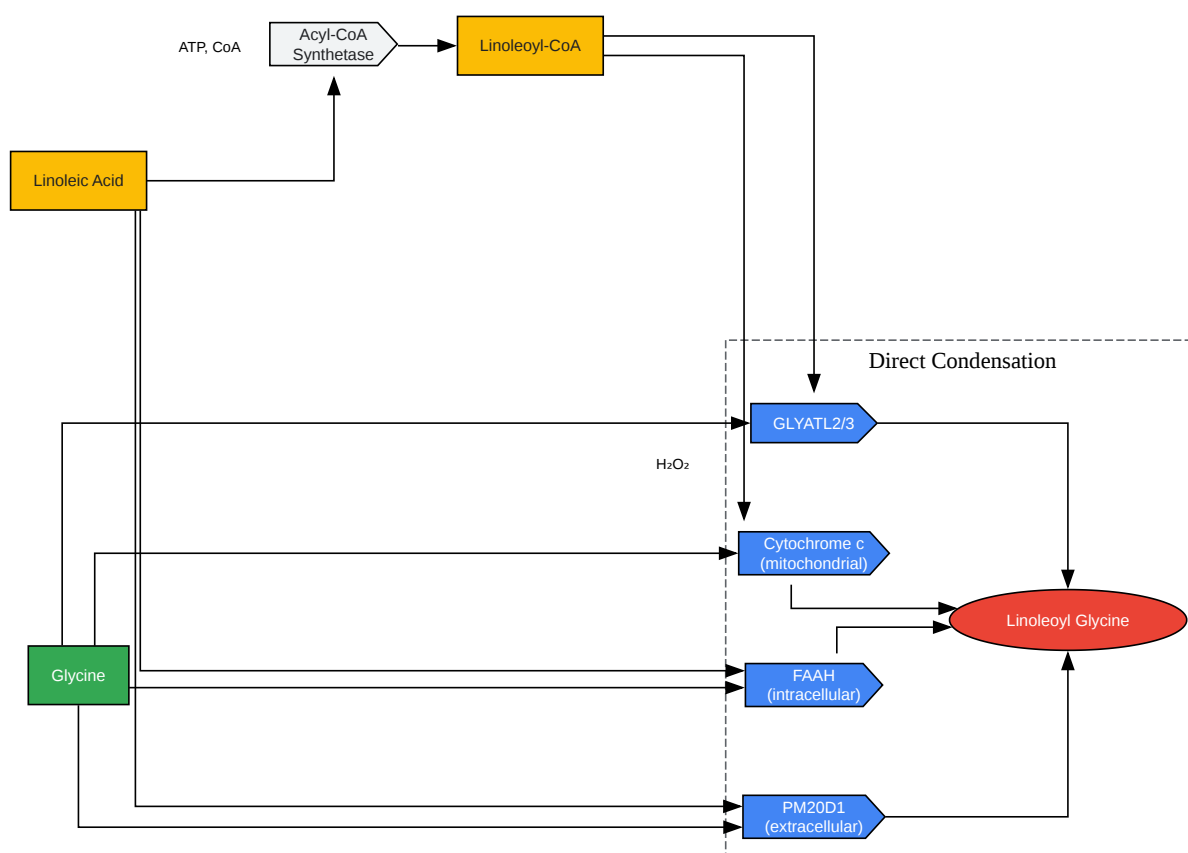 ATP, CoA
Acyl-CoA
Synthetase
Linoleoyl-CoA
Linoleic Acid
Direct Condensation
GLYATL2/3
H₂O₂
Cytochrome c
(mitochondrial)
Linoleoyl Glycine
Glycine
FAAH
(intracellular)
PM20D1
(extracellular)